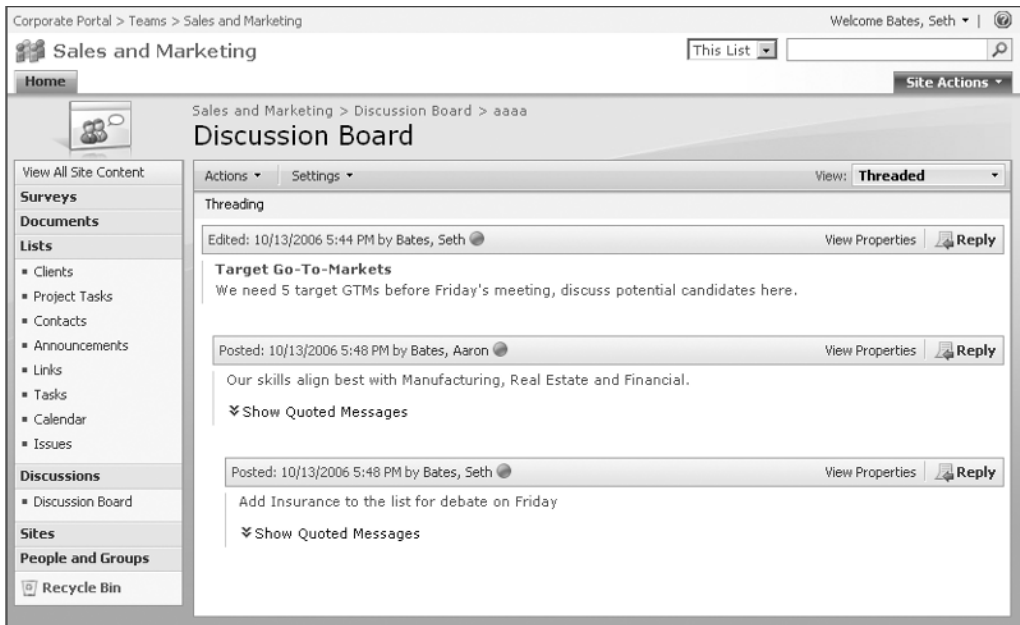 Corporate Portal > Teams > Sales and Marketing
Welcome Bates, Seth
Sales and Marketing
This List
Home
Site Actions
Sales and Marketing > Discussion Board > aaaa
Discussion Board
View All Site Content
Surveys
Documents
Lists
Clients
Project Tasks
Contacts
Announcements
Links
Tasks
Calendar
Issues
Discussions
Discussion Board
Sites
People and Groups
Recycle Bin
Actions Settings View: Threaded
Threading
Edited: 10/13/2006 5:44 PM by Bates, Seth View Properties Reply
Target Go-To-Markets
We need 5 target GTMs before Friday's meeting, discuss potential candidates here.
Posted: 10/13/2006 5:48 PM by Bates, Aaron View Properties Reply
Our skills align best with Manufacturing, Real Estate and Financial.
Show Quoted Messages
Posted: 10/13/2006 5:48 PM by Bates, Seth View Properties Reply
Add Insurance to the list for debate on Friday
Show Quoted Messages